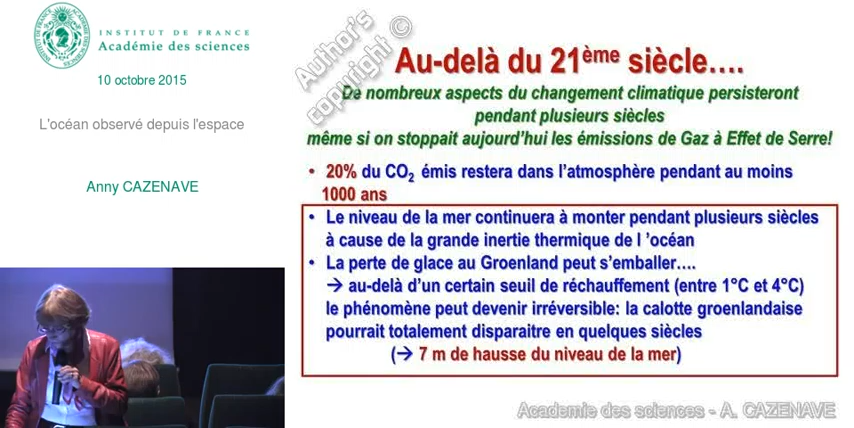 INSTITUT DE FRANCE
Académie des sciences
10 octobre 2015
L'océan observé depuis l'espace
Anny CAZENAVE
Author's
copyright ©
Au-delà du 21ème siècle….
De nombreux aspects du changement climatique persisteront
pendant plusieurs siècles
même si on stoppait aujourd’hui les émissions de Gaz à Effet de Serre!
• 20% du CO₂ émis restera dans l’atmosphère pendant au moins
1000 ans
• Le niveau de la mer continuera à monter pendant plusieurs siècles
à cause de la grande inertie thermique de l ’océan
• La perte de glace au Groenland peut s’emballer….
→ au-delà d’un certain seuil de réchauffement (entre 1°C et 4°C)
le phénomène peut devenir irréversible: la calotte groenlandaise
pourrait totalement disparaitre en quelques siècles
(→ 7 m de hausse du niveau de la mer)
Academie des sciences - A. CAZENAVE